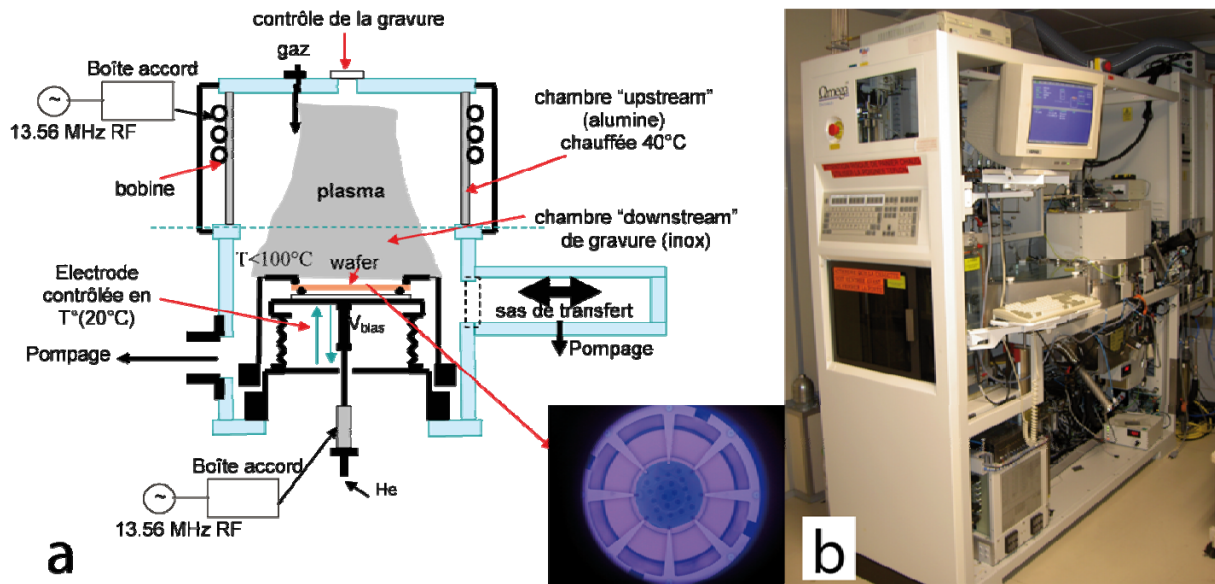 contrôle de la gravure
gaz
Boîte accord
~
13.56 MHz RF
bobine
chambre "upstream"
(alumine)
chauffée 40°C
plasma
chambre "downstream"
de gravure (inox)
T<100°C
wafer
Electrode
contrôlée en
T°(20°C)
V bias
sas de transfert
Pompage
Pompage
Boîte accord
~
13.56 MHz RF
He
a
Omega
b